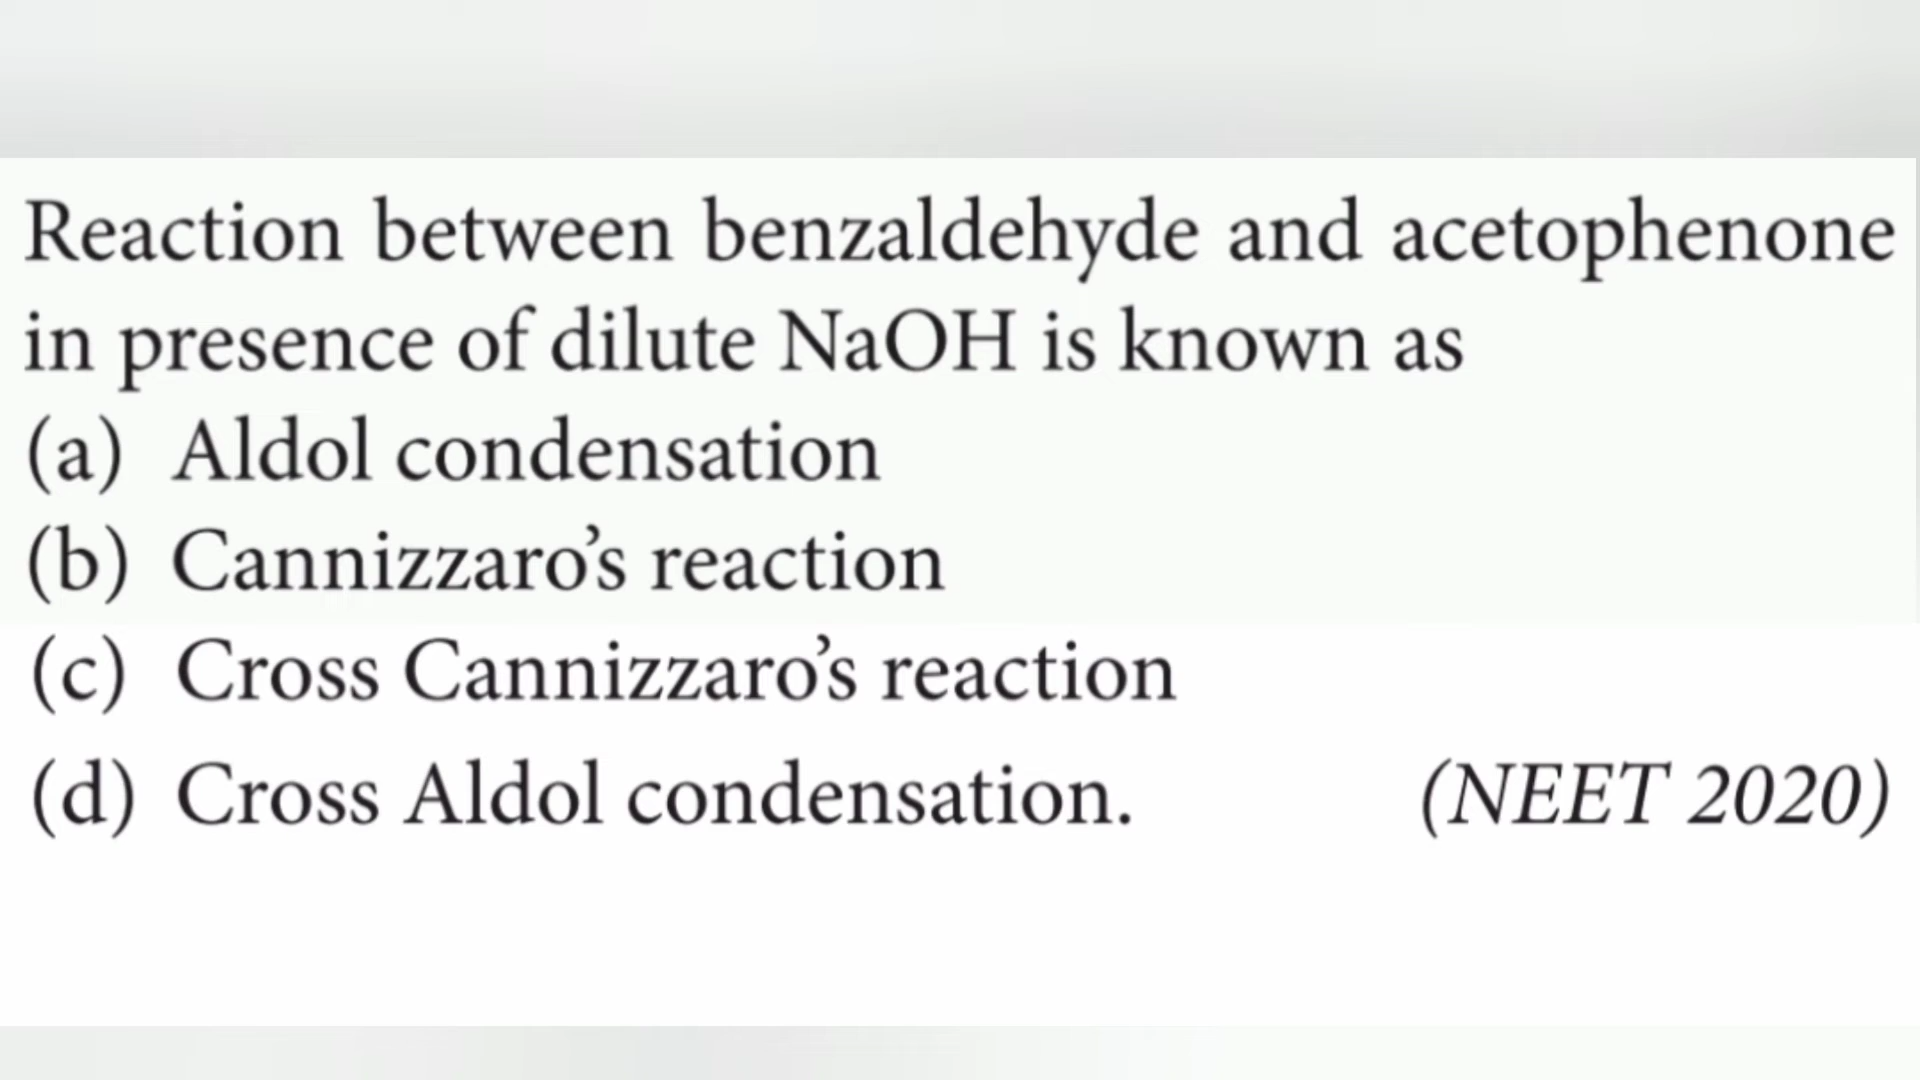 Reaction between benzaldehyde and acetophenone
in presence of dilute NaOH is known as
(a) Aldol condensation
(b) Cannizzaro’s reaction
(c) Cross Cannizzaro’s reaction
(d) Cross Aldol condensation. (NEET 2020)